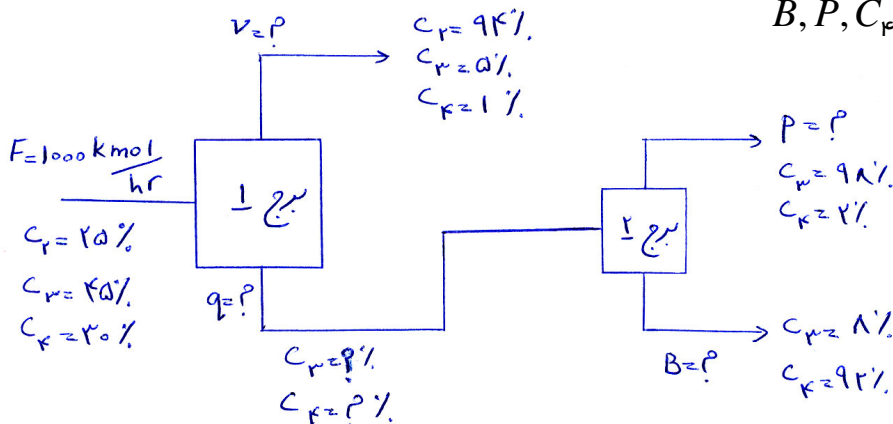 B, P, C۴
V=?
C۲= ۹۴٪
C۳= ۵٪
C۴= ۱٪
F=1000 kmol/hr
C۲= ۲۵٪
C۳= ۴۵٪
C۴= ۳۰٪
برج ۱
q=?
C۳=?٪
C۴=?٪
برج ۲
P=?
C۳= ۹۸٪
C۴= ۲٪
B=?
C۳= ۸٪
C۴= ۹۲٪